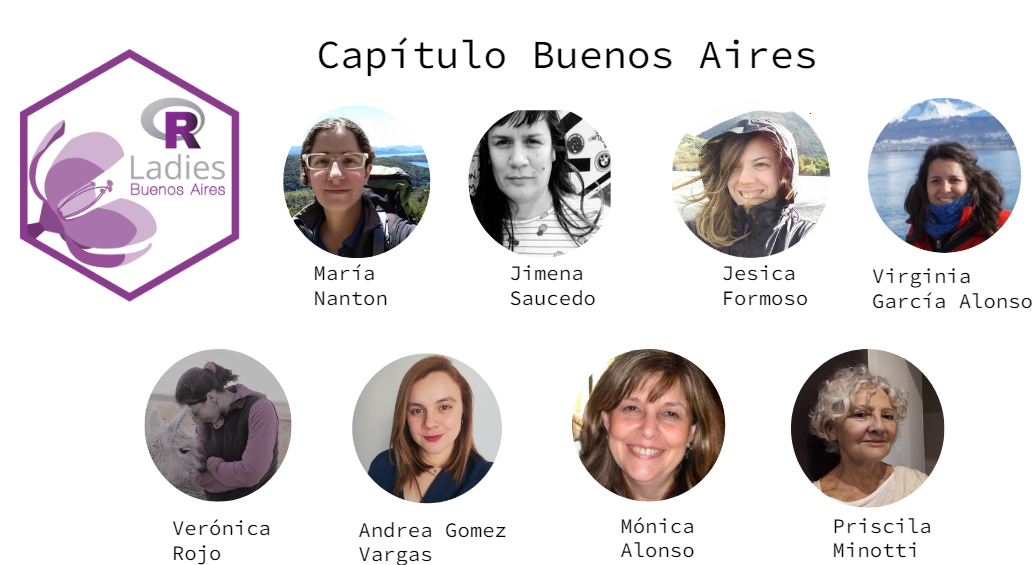 Capítulo Buenos Aires
R
Ladies
Buenos Aires
María
Nanton
Jimena
Saucedo
Jesica
Formoso
Virginia
García Alonso
Verónica
Rojo
Andrea Gomez
Vargas
Mónica
Alonso
Priscila
Minotti